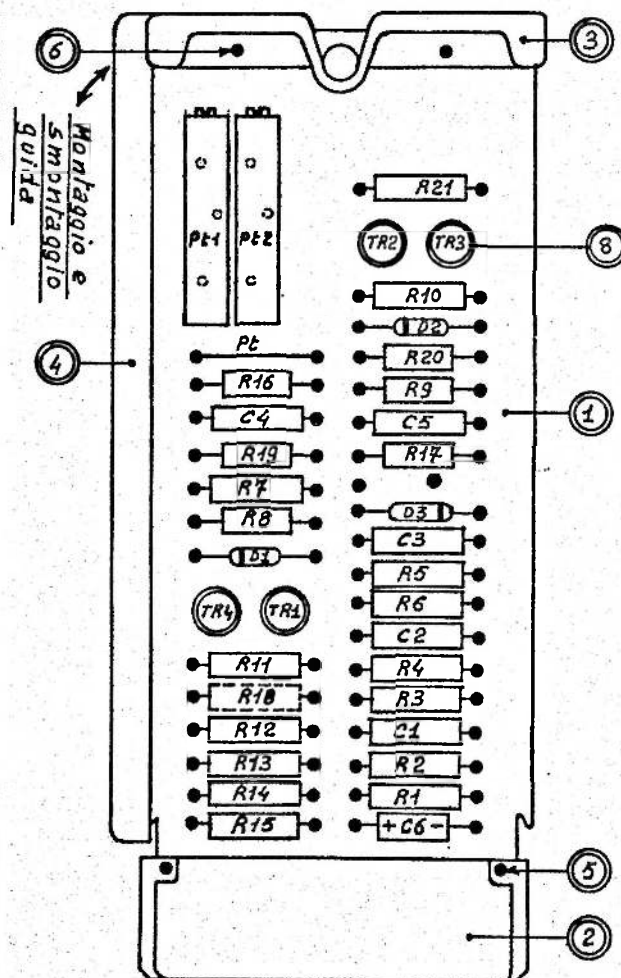 6
3
Montaggio e
smontaggio
guida
Pt1
Pt2
R21
TR2
TR3
8
R10
D2
Pt
R20
4
R16
R9
1
C4
C5
R19
R17
R7
R8
D3
C3
D1
R5
R6
TR4
TR1
C2
R11
R4
R18
R3
R12
C1
R13
R2
R14
R1
R15
+C6-
5
2